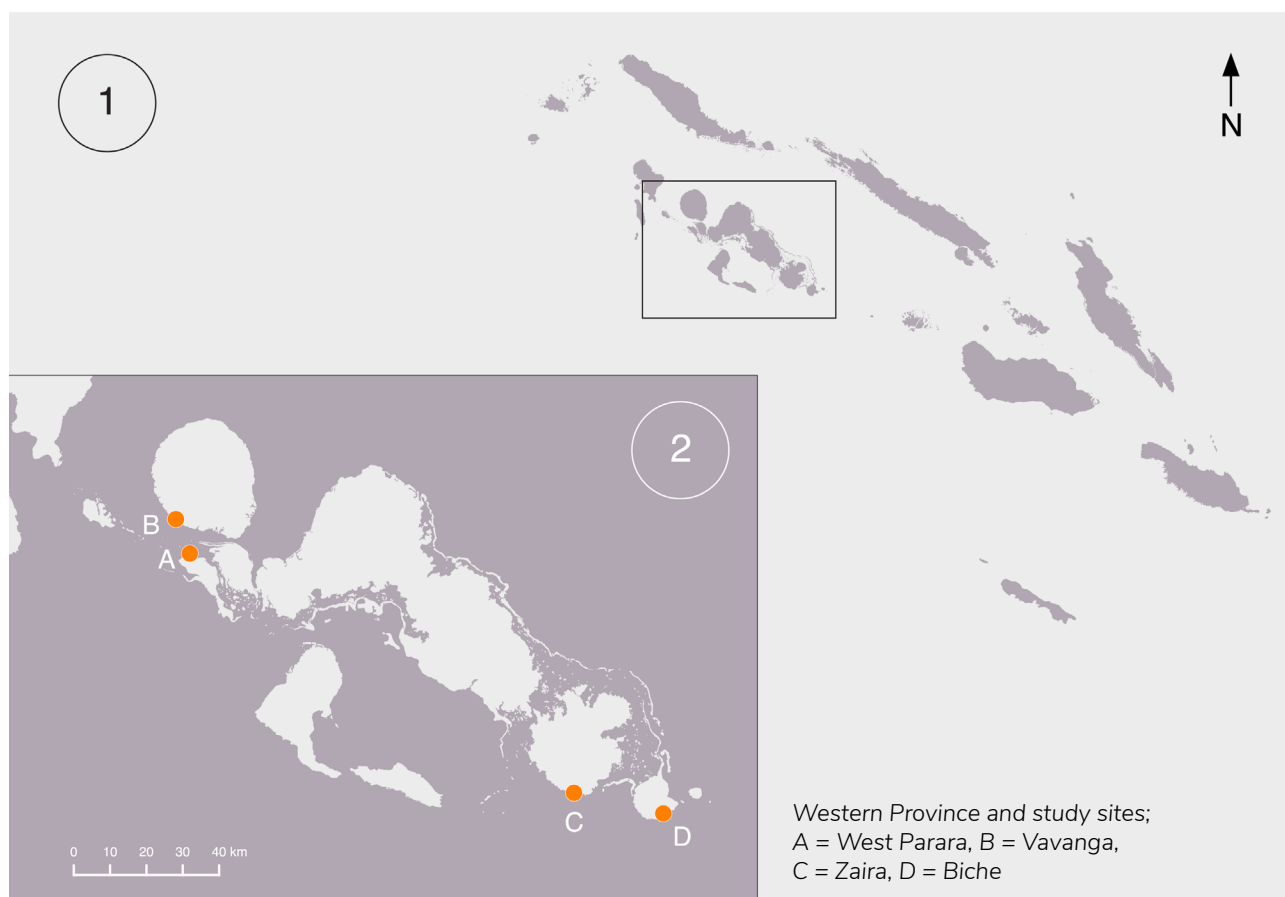 1
N
2
B
A
C
D
0 10 20 30 40 km
Western Province and study sites;
A = West Parara, B = Vavanga,
C = Zaira, D = Biche